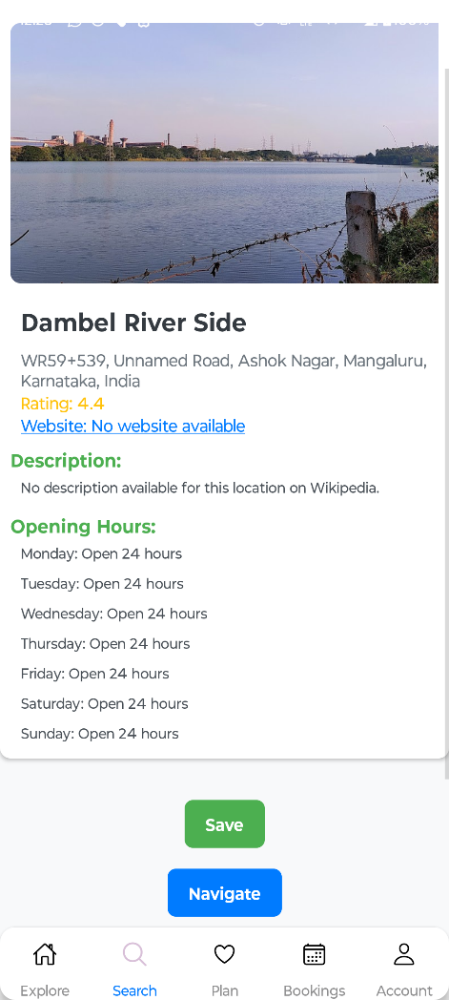 Dambel River Side
WR59+539, Unnamed Road, Ashok Nagar, Mangaluru,
Karnataka, India
Rating: 4.4
Website: No website available
Description:
No description available for this location on Wikipedia.
Opening Hours:
Monday: Open 24 hours
Tuesday: Open 24 hours
Wednesday: Open 24 hours
Thursday: Open 24 hours
Friday: Open 24 hours
Saturday: Open 24 hours
Sunday: Open 24 hours
Save
Navigate
Explore Search Plan Bookings Account